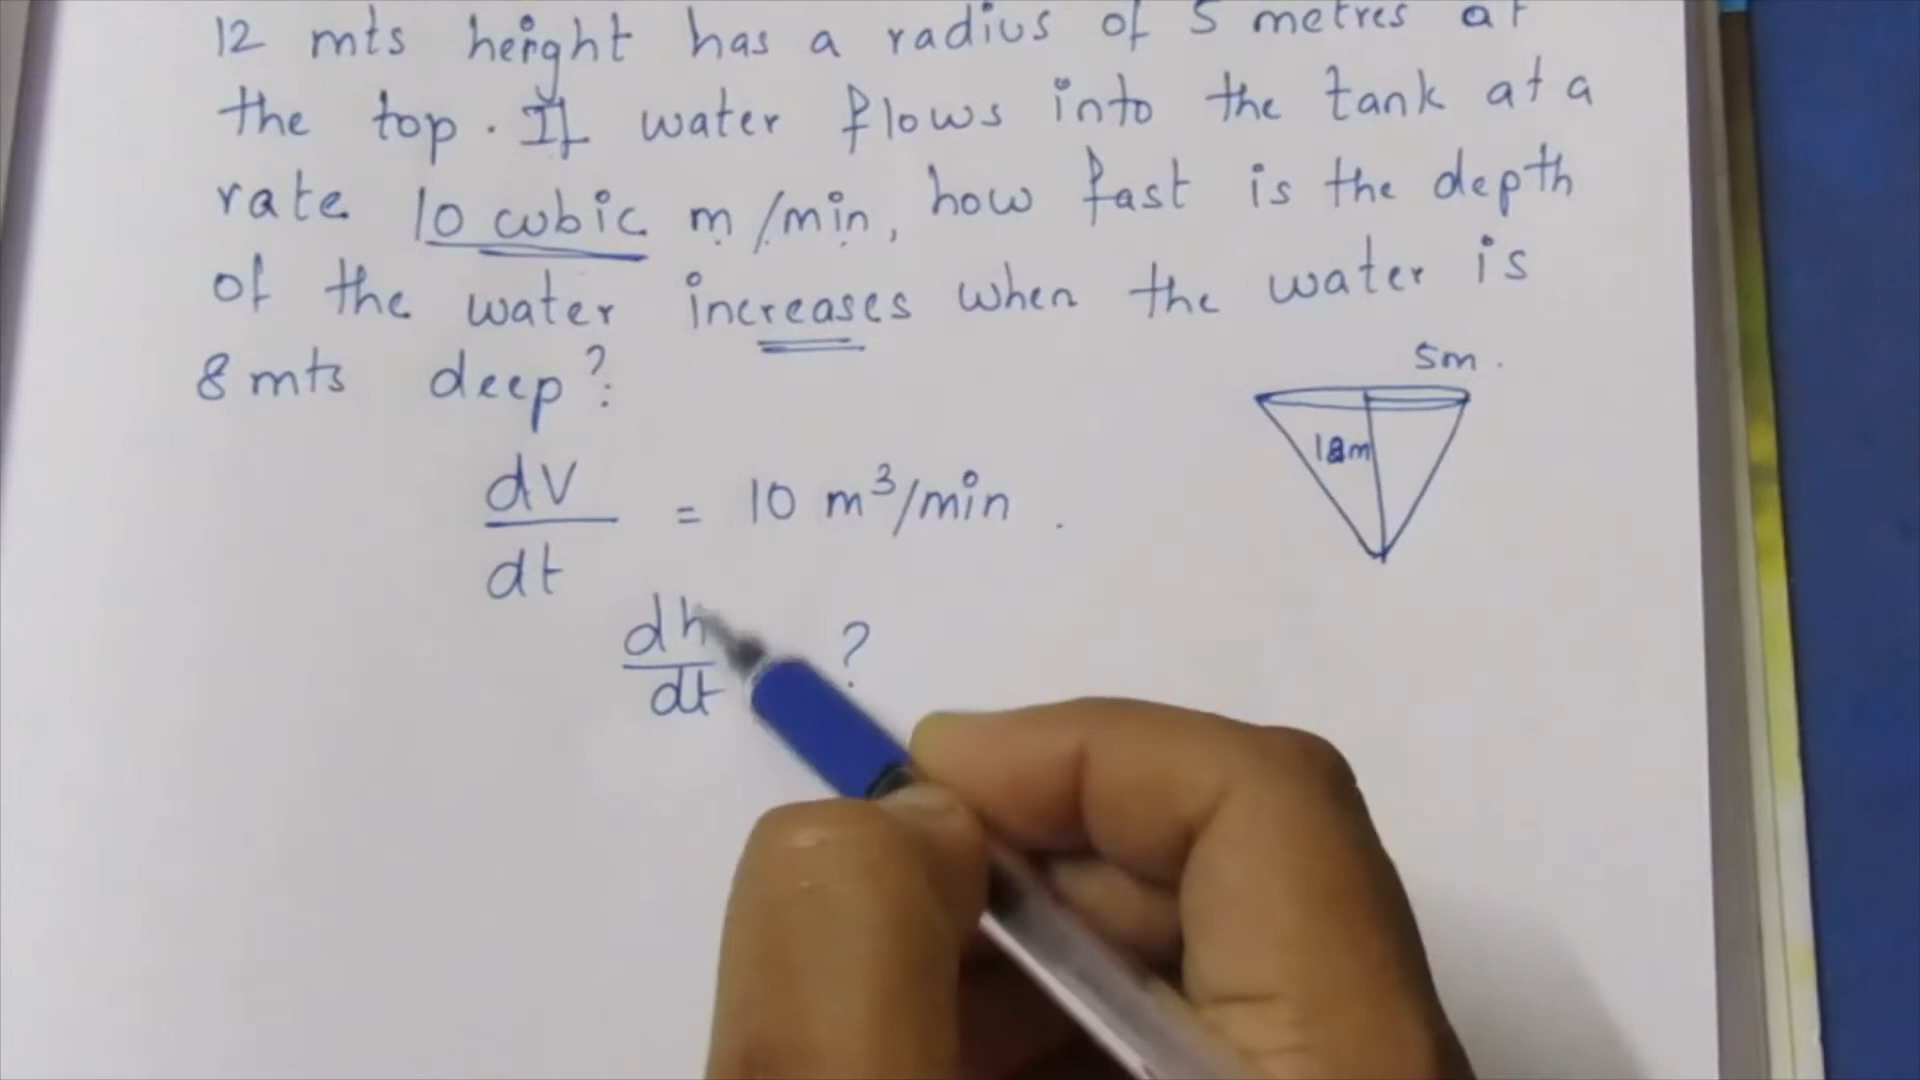 12 mts height has a radius of 5 metres at
the top. If water flows into the tank at a
rate 10 cubic m/min, how fast is the depth
of the water increases when the water is
8 mts deep?
5m.
12m
dV
= 10 m³/min.
dt
dh
?
dt